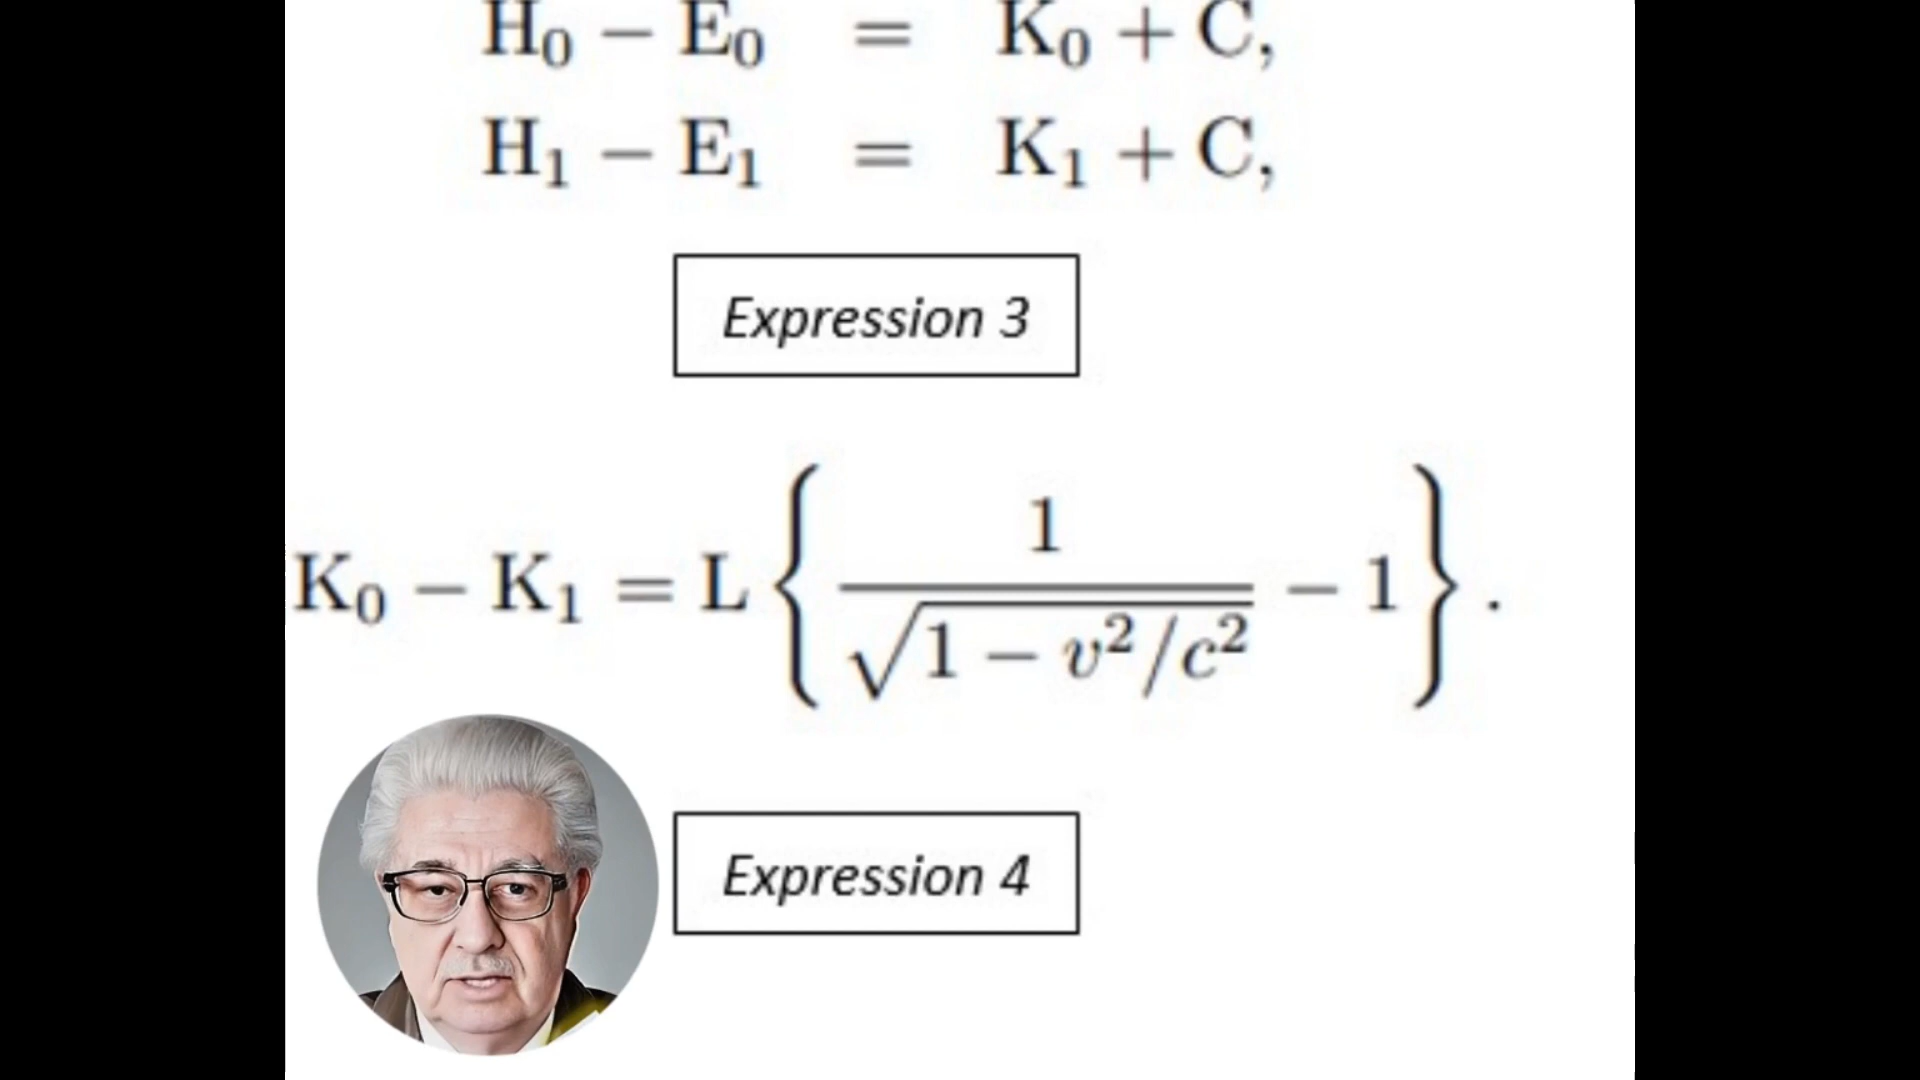 H₀ − E₀ = K₀ + C,
H₁ − E₁ = K₁ + C,
Expression 3
K₀ − K₁ = L { 1 / √(1 − v²/c²) − 1 } .
Expression 4